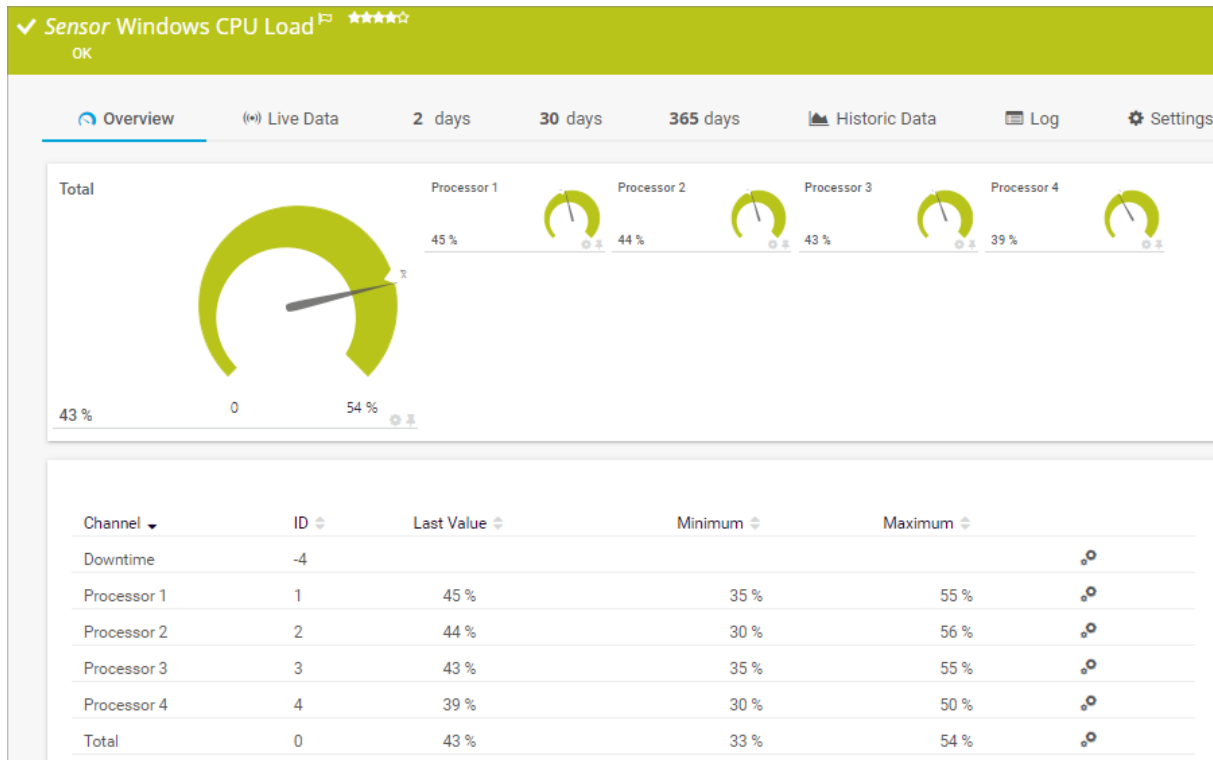 Sensor Windows CPU Load
OK
Overview
Live Data
2 days
30 days
365 days
Historic Data
Log
Settings
Total
43 %
0
54 %
Processor 1
45 %
Processor 2
44 %
Processor 3
43 %
Processor 4
39 %
Channel ID Last Value Minimum Maximum
Downtime -4
Processor 1 1 45 % 35 % 55 %
Processor 2 2 44 % 30 % 56 %
Processor 3 3 43 % 35 % 55 %
Processor 4 4 39 % 30 % 50 %
Total 0 43 % 33 % 54 %